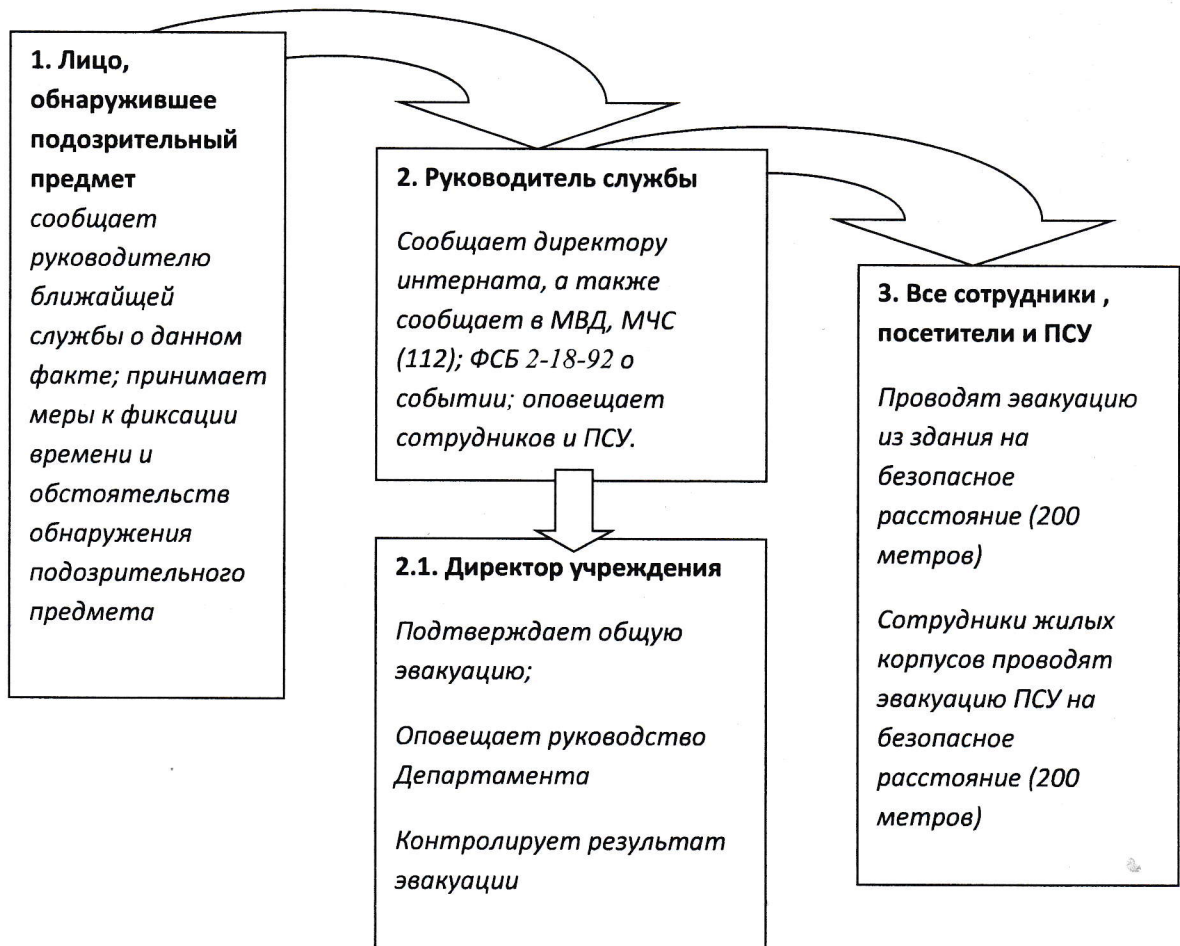 1. Лицо,
обнаружившее
подозрительный
предмет
сообщает
руководителю
ближайщей
службы о данном
факте; принимает
меры к фиксации
времени и
обстоятельств
обнаружения
подозрительного
предмета
2. Руководитель службы
Сообщает директору
интерната, а также
сообщает в МВД, МЧС
(112); ФСБ 2-18-92 о
событии; оповещает
сотрудников и ПСУ.
2.1. Директор учреждения
Подтверждает общую
эвакуацию;
Оповещает руководство
Департамента
Контролирует результат
эвакуации
3. Все сотрудники ,
посетители и ПСУ
Проводят эвакуацию
из здания на
безопасное
расстояние (200
метров)
Сотрудники жилых
корпусов проводят
эвакуацию ПСУ на
безопасное
расстояние (200
метров)